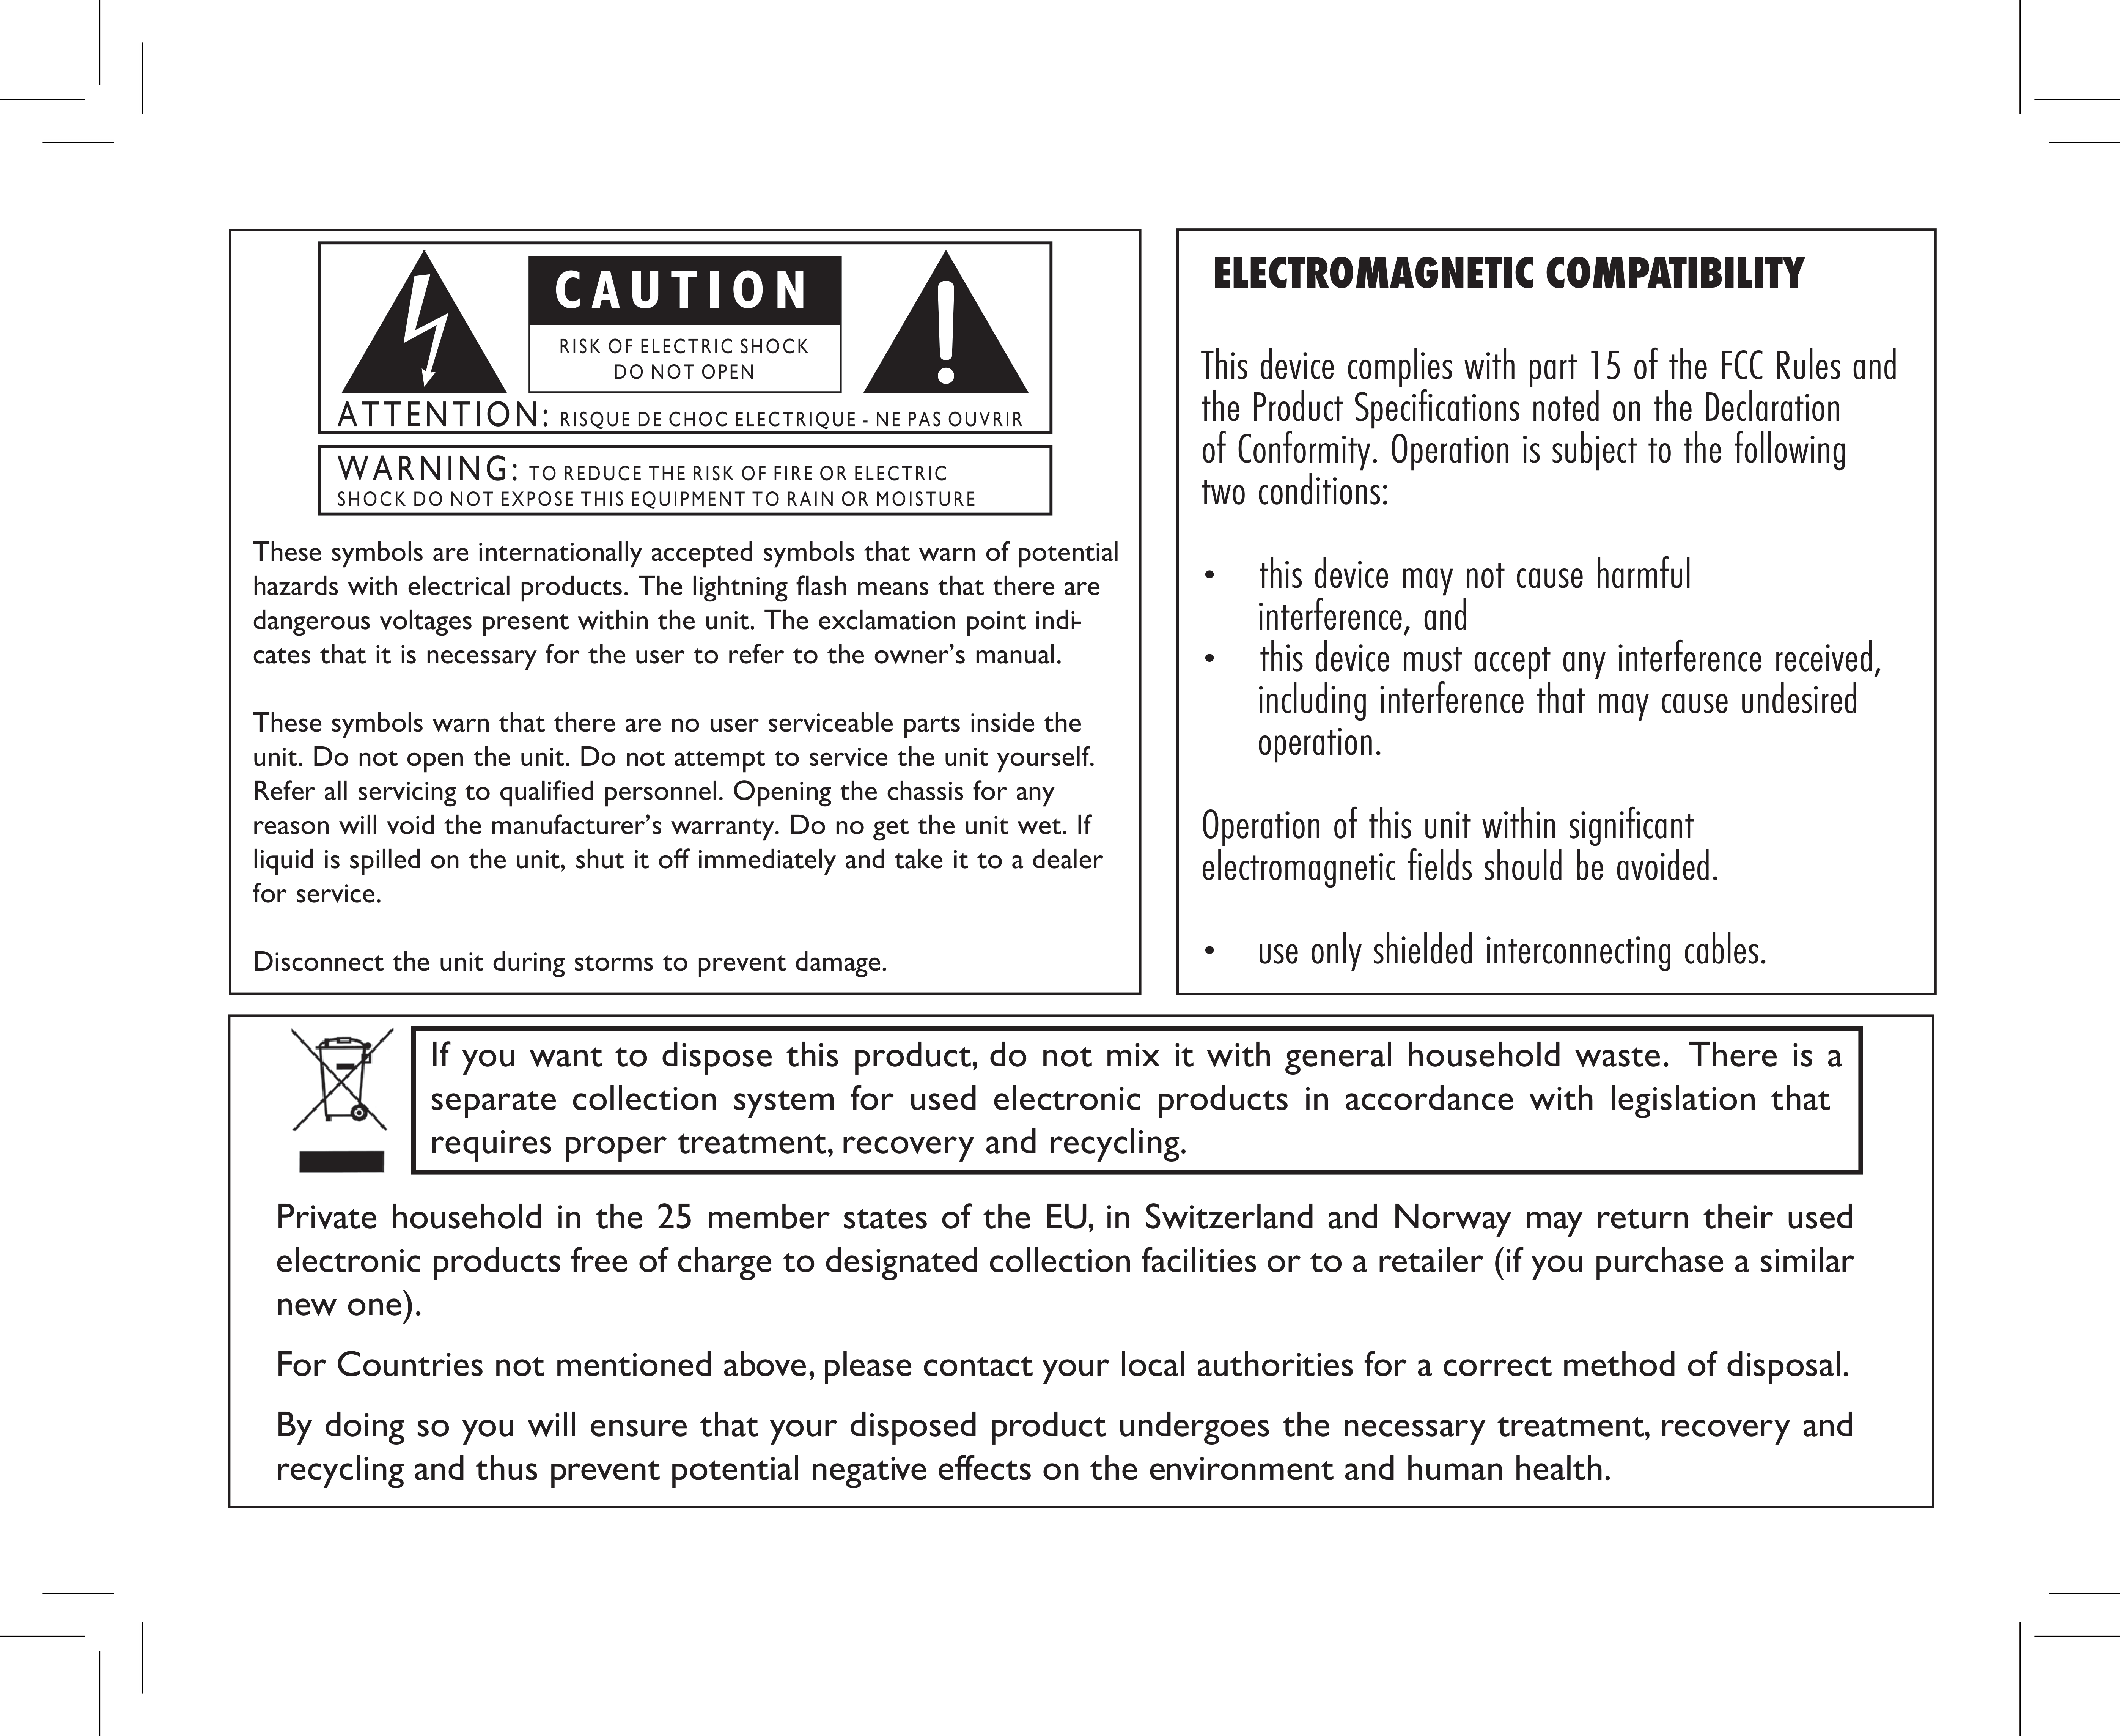 CAUTION
RISK OF ELECTRIC SHOCK
DO NOT OPEN
ATTENTION: RISQUE DE CHOC ELECTRIQUE - NE PAS OUVRIR
WARNING: TO REDUCE THE RISK OF FIRE OR ELECTRIC
SHOCK DO NOT EXPOSE THIS EQUIPMENT TO RAIN OR MOISTURE
These symbols are internationally accepted symbols that warn of potential
hazards with electrical products. The lightning flash means that there are
dangerous voltages present within the unit. The exclamation point indi-
cates that it is necessary for the user to refer to the owner’s manual.
These symbols warn that there are no user serviceable parts inside the
unit. Do not open the unit. Do not attempt to service the unit yourself.
Refer all servicing to qualified personnel. Opening the chassis for any
reason will void the manufacturer’s warranty. Do no get the unit wet. If
liquid is spilled on the unit, shut it off immediately and take it to a dealer
for service.
Disconnect the unit during storms to prevent damage.
ELECTROMAGNETIC COMPATIBILITY
This device complies with part 15 of the FCC Rules and
the Product Specifications noted on the Declaration
of Conformity. Operation is subject to the following
two conditions:
• this device may not cause harmful
interference, and
• this device must accept any interference received,
including interference that may cause undesired
operation.
Operation of this unit within significant
electromagnetic fields should be avoided.
• use only shielded interconnecting cables.
If you want to dispose this product, do not mix it with general household waste. There is a
separate collection system for used electronic products in accordance with legislation that
requires proper treatment, recovery and recycling.
Private household in the 25 member states of the EU, in Switzerland and Norway may return their used
electronic products free of charge to designated collection facilities or to a retailer (if you purchase a similar
new one).
For Countries not mentioned above, please contact your local authorities for a correct method of disposal.
By doing so you will ensure that your disposed product undergoes the necessary treatment, recovery and
recycling and thus prevent potential negative effects on the environment and human health.